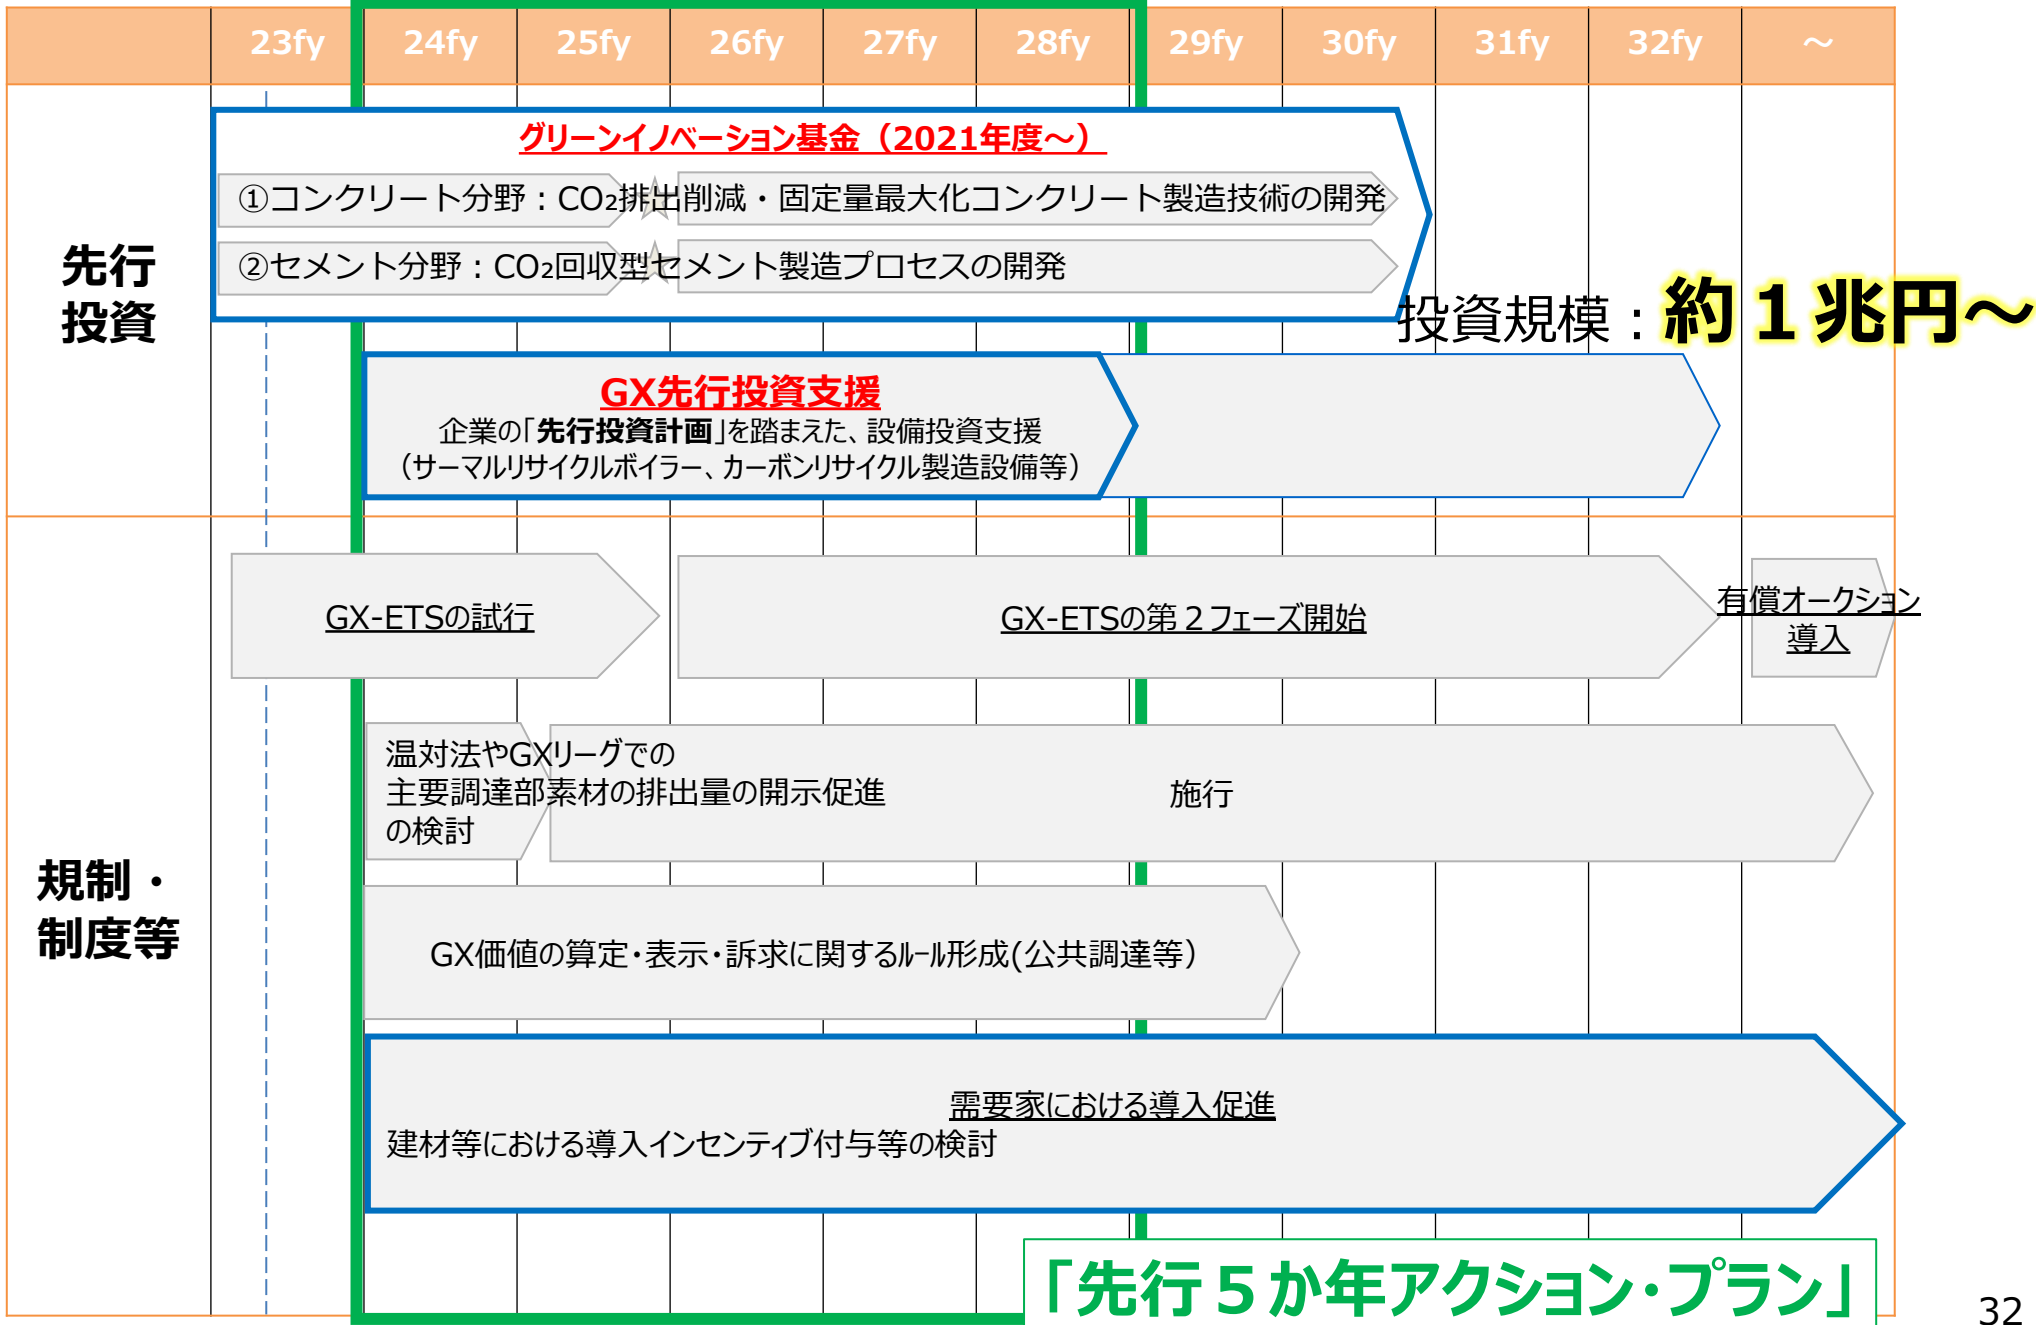 23fy 24fy 25fy 26fy 27fy 28fy 29fy 30fy 31fy 32fy ～
先行
投資
グリーンイノベーション基金（2021年度～）
①コンクリート分野：CO₂排出削減・固定量最大化コンクリート製造技術の開発
②セメント分野：CO₂回収型セメント製造プロセスの開発
投資規模：約１兆円～
GX先行投資支援
企業の「先行投資計画」を踏まえた、設備投資支援
（サーマルリサイクルボイラー、カーボンリサイクル製造設備等）
規制・
制度等
GX-ETSの試行
GX-ETSの第２フェーズ開始
有償オークション
導入
温対法やGXリーグでの
主要調達部素材の排出量の開示促進
の検討
施行
GX価値の算定・表示・訴求に関するルール形成(公共調達等）
需要家における導入促進
建材等における導入インセンティブ付与等の検討
「先行５か年アクション・プラン」
32